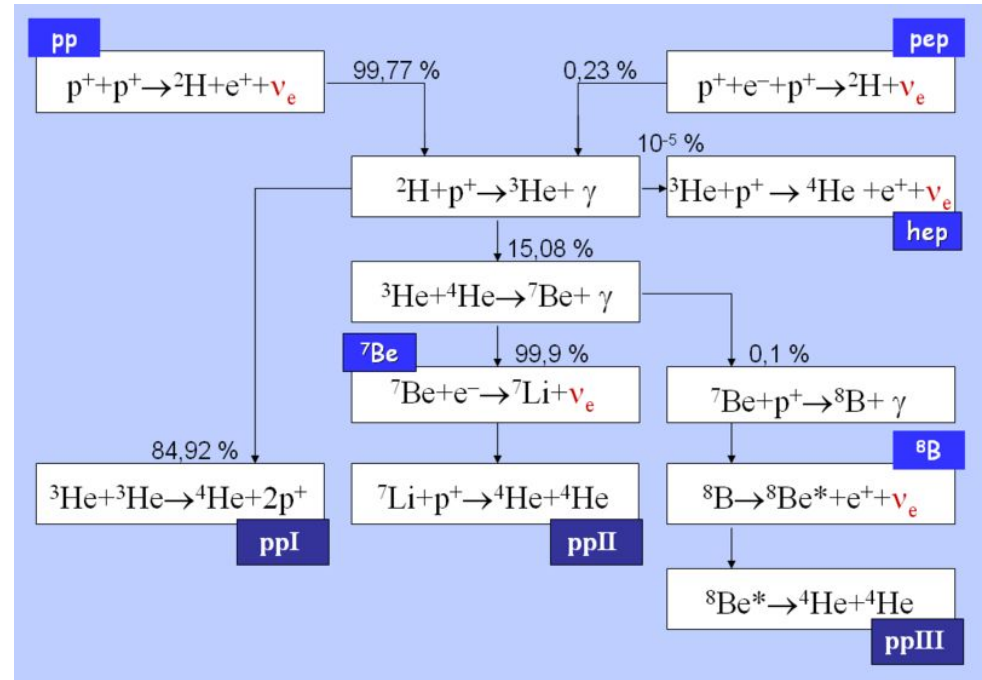 pp
pep
p⁺+p⁺→²H+e⁺+νₑ
99,77 %
0,23 %
p⁺+e⁻+p⁺→²H+νₑ
10⁻⁵ %
²H+p⁺→³He+ γ
³He+p⁺→ ⁴He +e⁺+νₑ
hep
15,08 %
³He+⁴He→⁷Be+ γ
⁷Be
99,9 %
0,1 %
⁷Be+e⁻→⁷Li+νₑ
⁷Be+p⁺→⁸B+ γ
84,92 %
⁸B
³He+³He→⁴He+2p⁺
⁷Li+p⁺→⁴He+⁴He
⁸B→⁸Be*+e⁺+νₑ
ppI
ppII
⁸Be*→⁴He+⁴He
ppIII